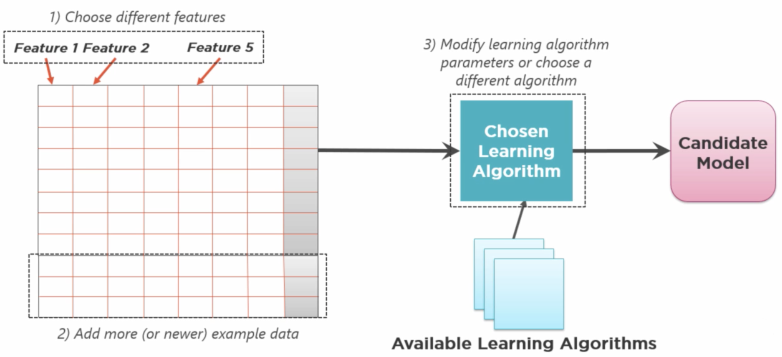 1) Choose different features
Feature 1 Feature 2 Feature 5
3) Modify learning algorithm
parameters or choose a
different algorithm
Chosen
Learning
Algorithm
Candidate
Model
2) Add more (or newer) example data
Available Learning Algorithms